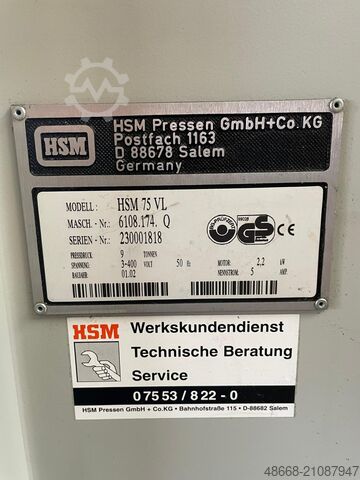 HSM
HSM Pressen GmbH+Co.KG
Postfach 1163
D 88678 Salem
Germany
MODELL: HSM 75 VL
MASCH.-Nr.: 6108.174. Q
SERIEN-Nr.: 230001818
PRESSDRUCK: 9 TONNEN
SPANNUNG: 3-400 VOLT 50 Hz MOTOR: 2,2 kW
BAUJAHR: 01.02 NENNSTROM: 5 AMP.
GS CE
HSM Werkskundendienst
Technische Beratung
Service
07553/822-0
HSM Pressen GmbH + Co.KG • Bahnhofstraße 115 • D-88682 Salem
48668-21087947